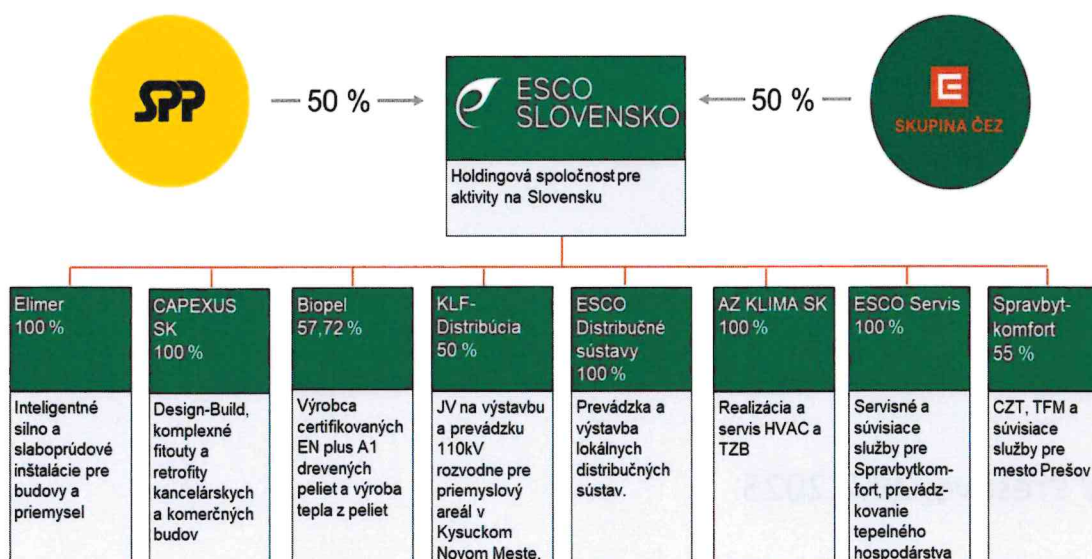 SPP
50 %
ESCO
SLOVENSKO
50 %
SKUPINA ČEZ
Holdingová spoločnosť pre
aktivity na Slovensku
Elimer
100 %
Inteligentné
silno a
slaboprúdové
inštalácie pre
budovy a
priemysel
CAPEXUS
SK
100 %
Design-Build,
komplexné
fitouty a
retrofity
kancelárskych
a komerčných
budov
Biopel
57,72 %
Výrobca
certifikovaných
EN plus A1
drevených
peliet a výroba
tepla z peliet
KLF-
Distribúcia
50 %
JV na výstavbu
a prevádzku
110kV
rozvodne pre
priemyslový
areál v
Kysuckom
Novom Meste.
ESCO
Distribučné
sústavy
100 %
Prevádzka a
výstavba
lokálnych
distribučných
sústav.
AZ KLIMA SK
100 %
Realizácia a
servis HVAC a
TZB
ESCO Servis
100 %
Servisné a
súvisiace
služby pre
Spravbytkom-
fort, prevádz-
kovanie
tepelného
hospodárstva
Spravbyt-
komfort
55 %
CZT, TFM a
súvisiace
služby pre
mesto Prešov